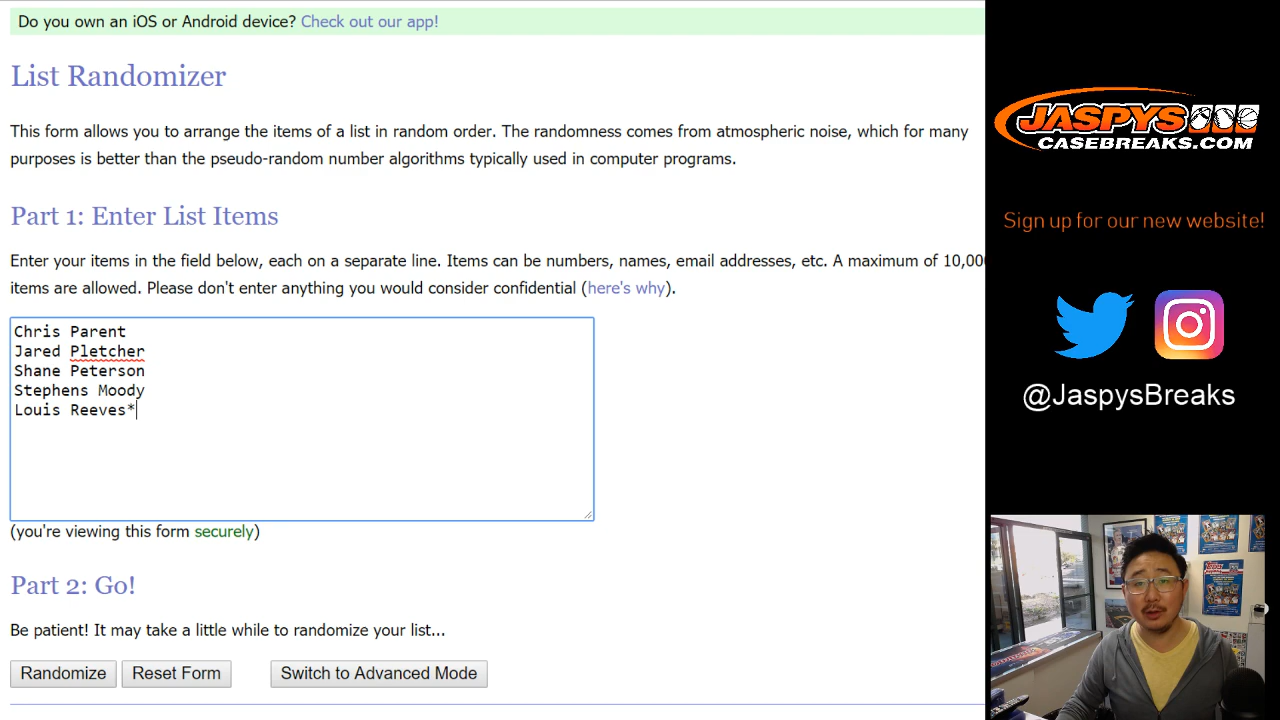 Do you own an iOS or Android device? Check out our app!
List Randomizer
This form allows you to arrange the items of a list in random order. The randomness comes from atmospheric noise, which for many
purposes is better than the pseudo-random number algorithms typically used in computer programs.
Part 1: Enter List Items
Enter your items in the field below, each on a separate line. Items can be numbers, names, email addresses, etc. A maximum of 10,00
items are allowed. Please don't enter anything you would consider confidential (here's why).
Chris Parent
Jared Pletcher
Shane Peterson
Stephens Moody
Louis Reeves*
(you're viewing this form securely)
Part 2: Go!
Be patient! It may take a little while to randomize your list...
Randomize
Reset Form
Switch to Advanced Mode
JASPYS
CASEBREAKS.COM
Sign up for our new website!
@JaspysBreaks